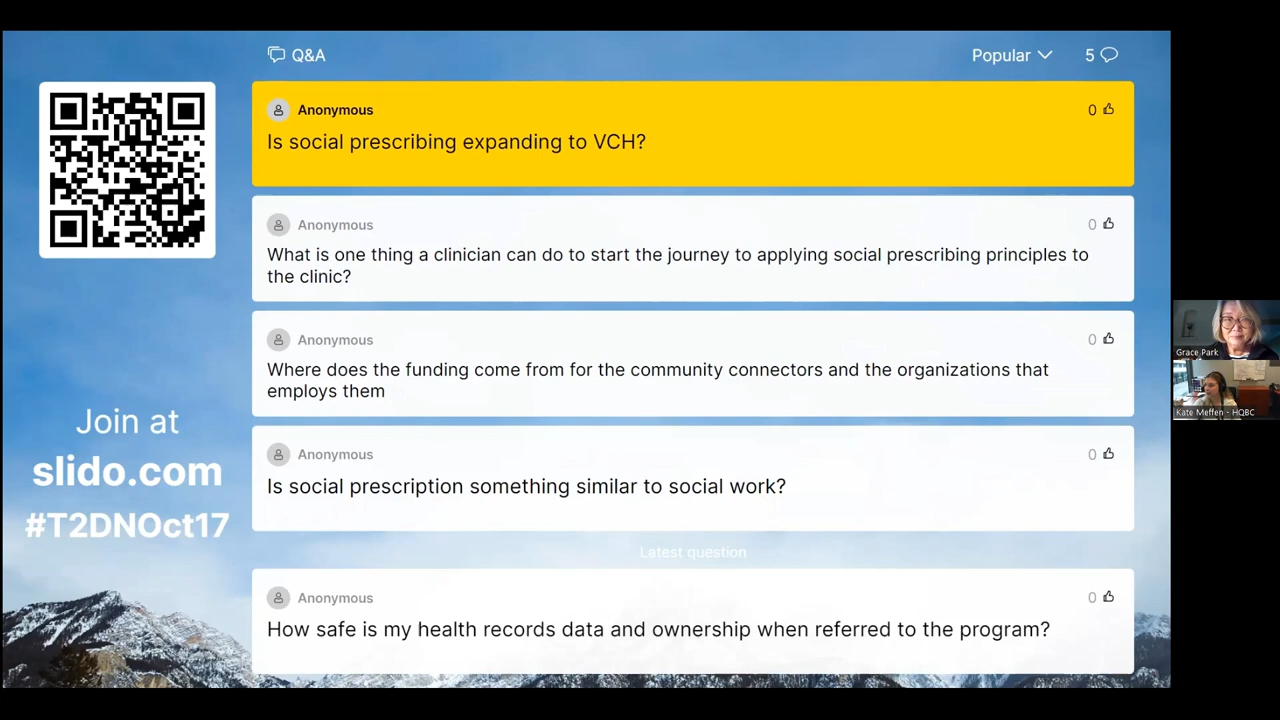 Q&A
Popular
5
Anonymous
0
Is social prescribing expanding to VCH?
Anonymous
0
What is one thing a clinician can do to start the journey to applying social prescribing principles to
the clinic?
Anonymous
0
Where does the funding come from for the community connectors and the organizations that
employs them
Anonymous
0
Is social prescription something similar to social work?
Latest question
Anonymous
0
How safe is my health records data and ownership when referred to the program?
Join at
slido.com
#T2DNOct17
Grace Park
Kate Meffen - HQBC